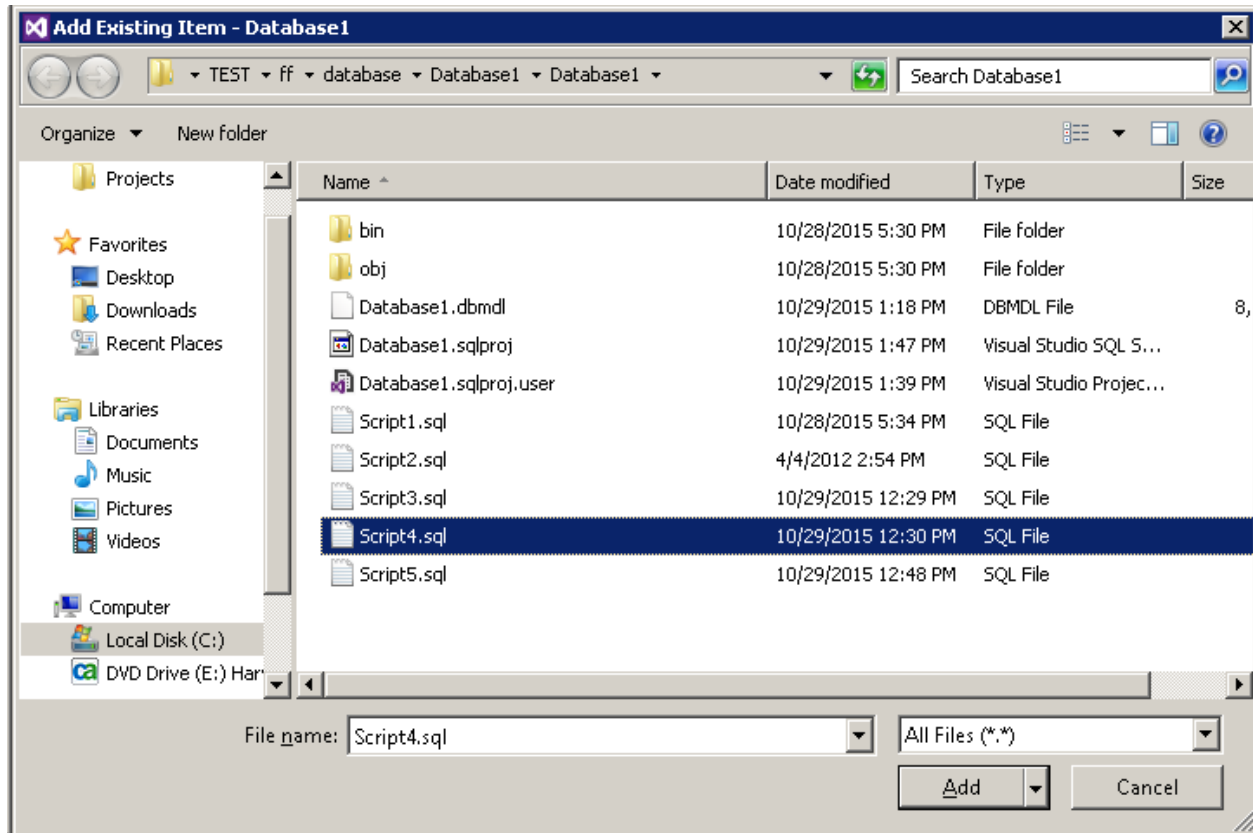 Add Existing Item - Database1
TEST ff database Database1 Database1 Search Database1
Organize New folder
Projects
Favorites
Desktop
Downloads
Recent Places
Libraries
Documents
Music
Pictures
Videos
Computer
Local Disk (C:)
DVD Drive (E:) Har
Name Date modified Type Size
bin 10/28/2015 5:30 PM File folder
obj 10/28/2015 5:30 PM File folder
Database1.dbmdl 10/29/2015 1:18 PM DBMDL File 8,
Database1.sqlproj 10/29/2015 1:47 PM Visual Studio SQL S...
Database1.sqlproj.user 10/29/2015 1:39 PM Visual Studio Projec...
Script1.sql 10/28/2015 5:34 PM SQL File
Script2.sql 4/4/2012 2:54 PM SQL File
Script3.sql 10/29/2015 12:29 PM SQL File
Script4.sql 10/29/2015 12:30 PM SQL File
Script5.sql 10/29/2015 12:48 PM SQL File
File name: Script4.sql All Files (*.*)
Add Cancel